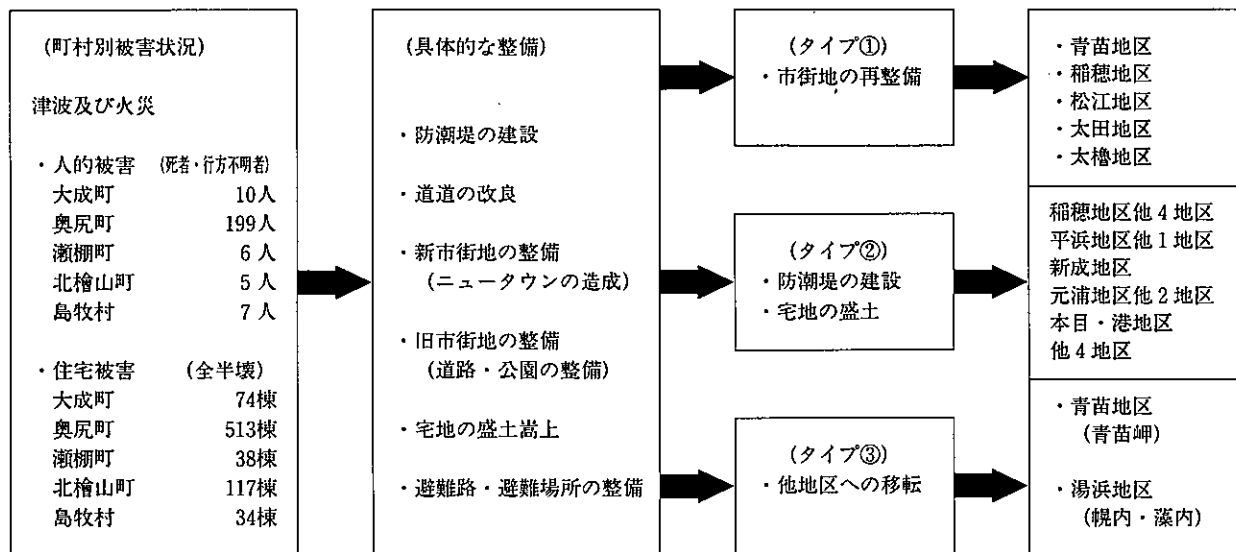 (町村別被害状況)
津波及び火災
・人的被害 (死者・行方不明者)
大成町 10人
奥尻町 199人
瀬棚町 6人
北檜山町 5人
島牧村 7人
・住宅被害 (全半壊)
大成町 74棟
奥尻町 513棟
瀬棚町 38棟
北檜山町 117棟
島牧村 34棟
(具体的な整備)
・防潮堤の建設
・道道の改良
・新市街地の整備
(ニュータウンの造成)
・旧市街地の整備
(道路・公園の整備)
・宅地の盛土嵩上
・避難路・避難場所の整備
(タイプ①)
・市街地の再整備
(タイプ②)
・防潮堤の建設
・宅地の盛土
(タイプ③)
・他地区への移転
・青苗地区
・稲穂地区
・松江地区
・太田地区
・太櫓地区
稲穂地区他4地区
平浜地区他1地区
新成地区
元浦地区他2地区
本目・港地区
他4地区
・青苗地区
(青苗岬)
・湯浜地区
(幌内・藻内)